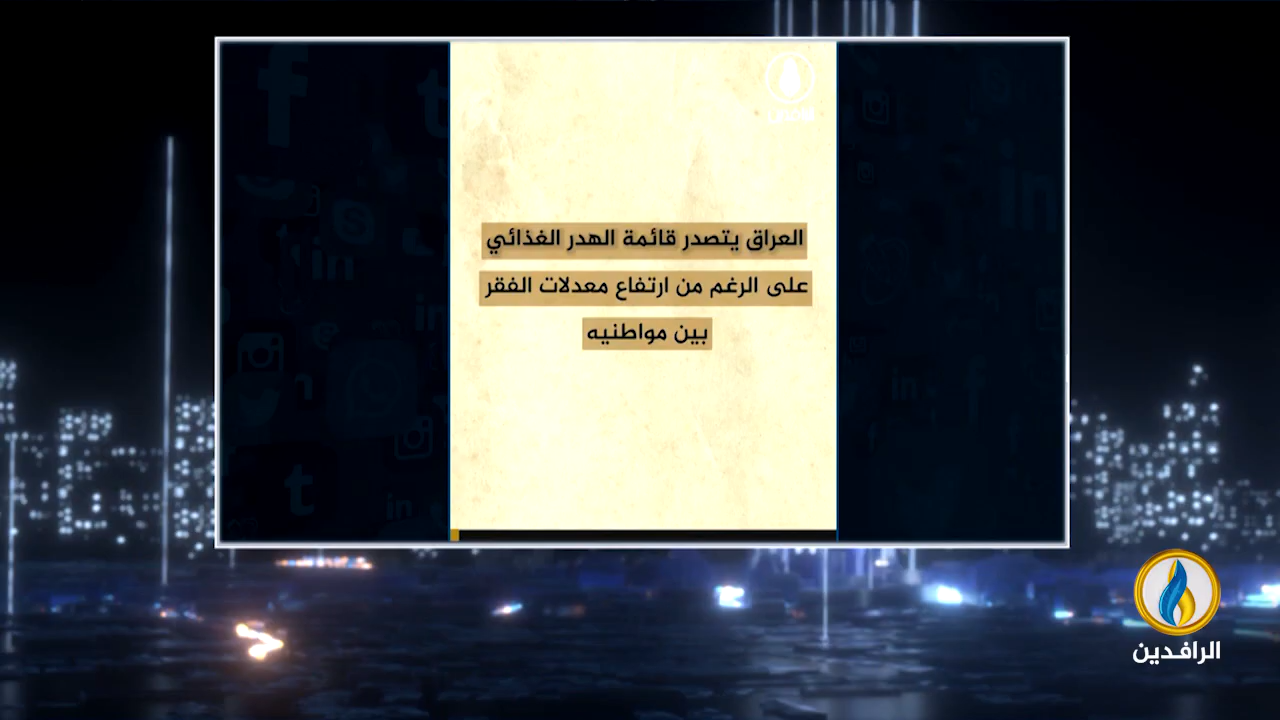 العراق يتصدر قائمة الهدر الغذائي
على الرغم من ارتفاع معدلات الفقر
بين مواطنيه
الرافدين